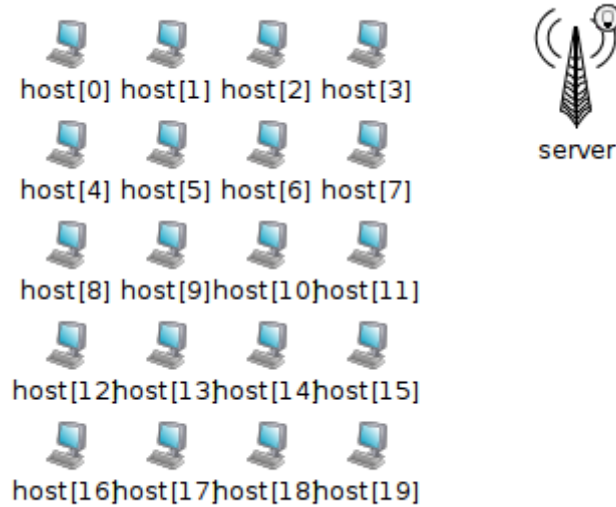 host[0] host[1] host[2] host[3]
server
host[4] host[5] host[6] host[7]
host[8] host[9] host[10] host[11]
host[12] host[13] host[14] host[15]
host[16] host[17] host[18] host[19]